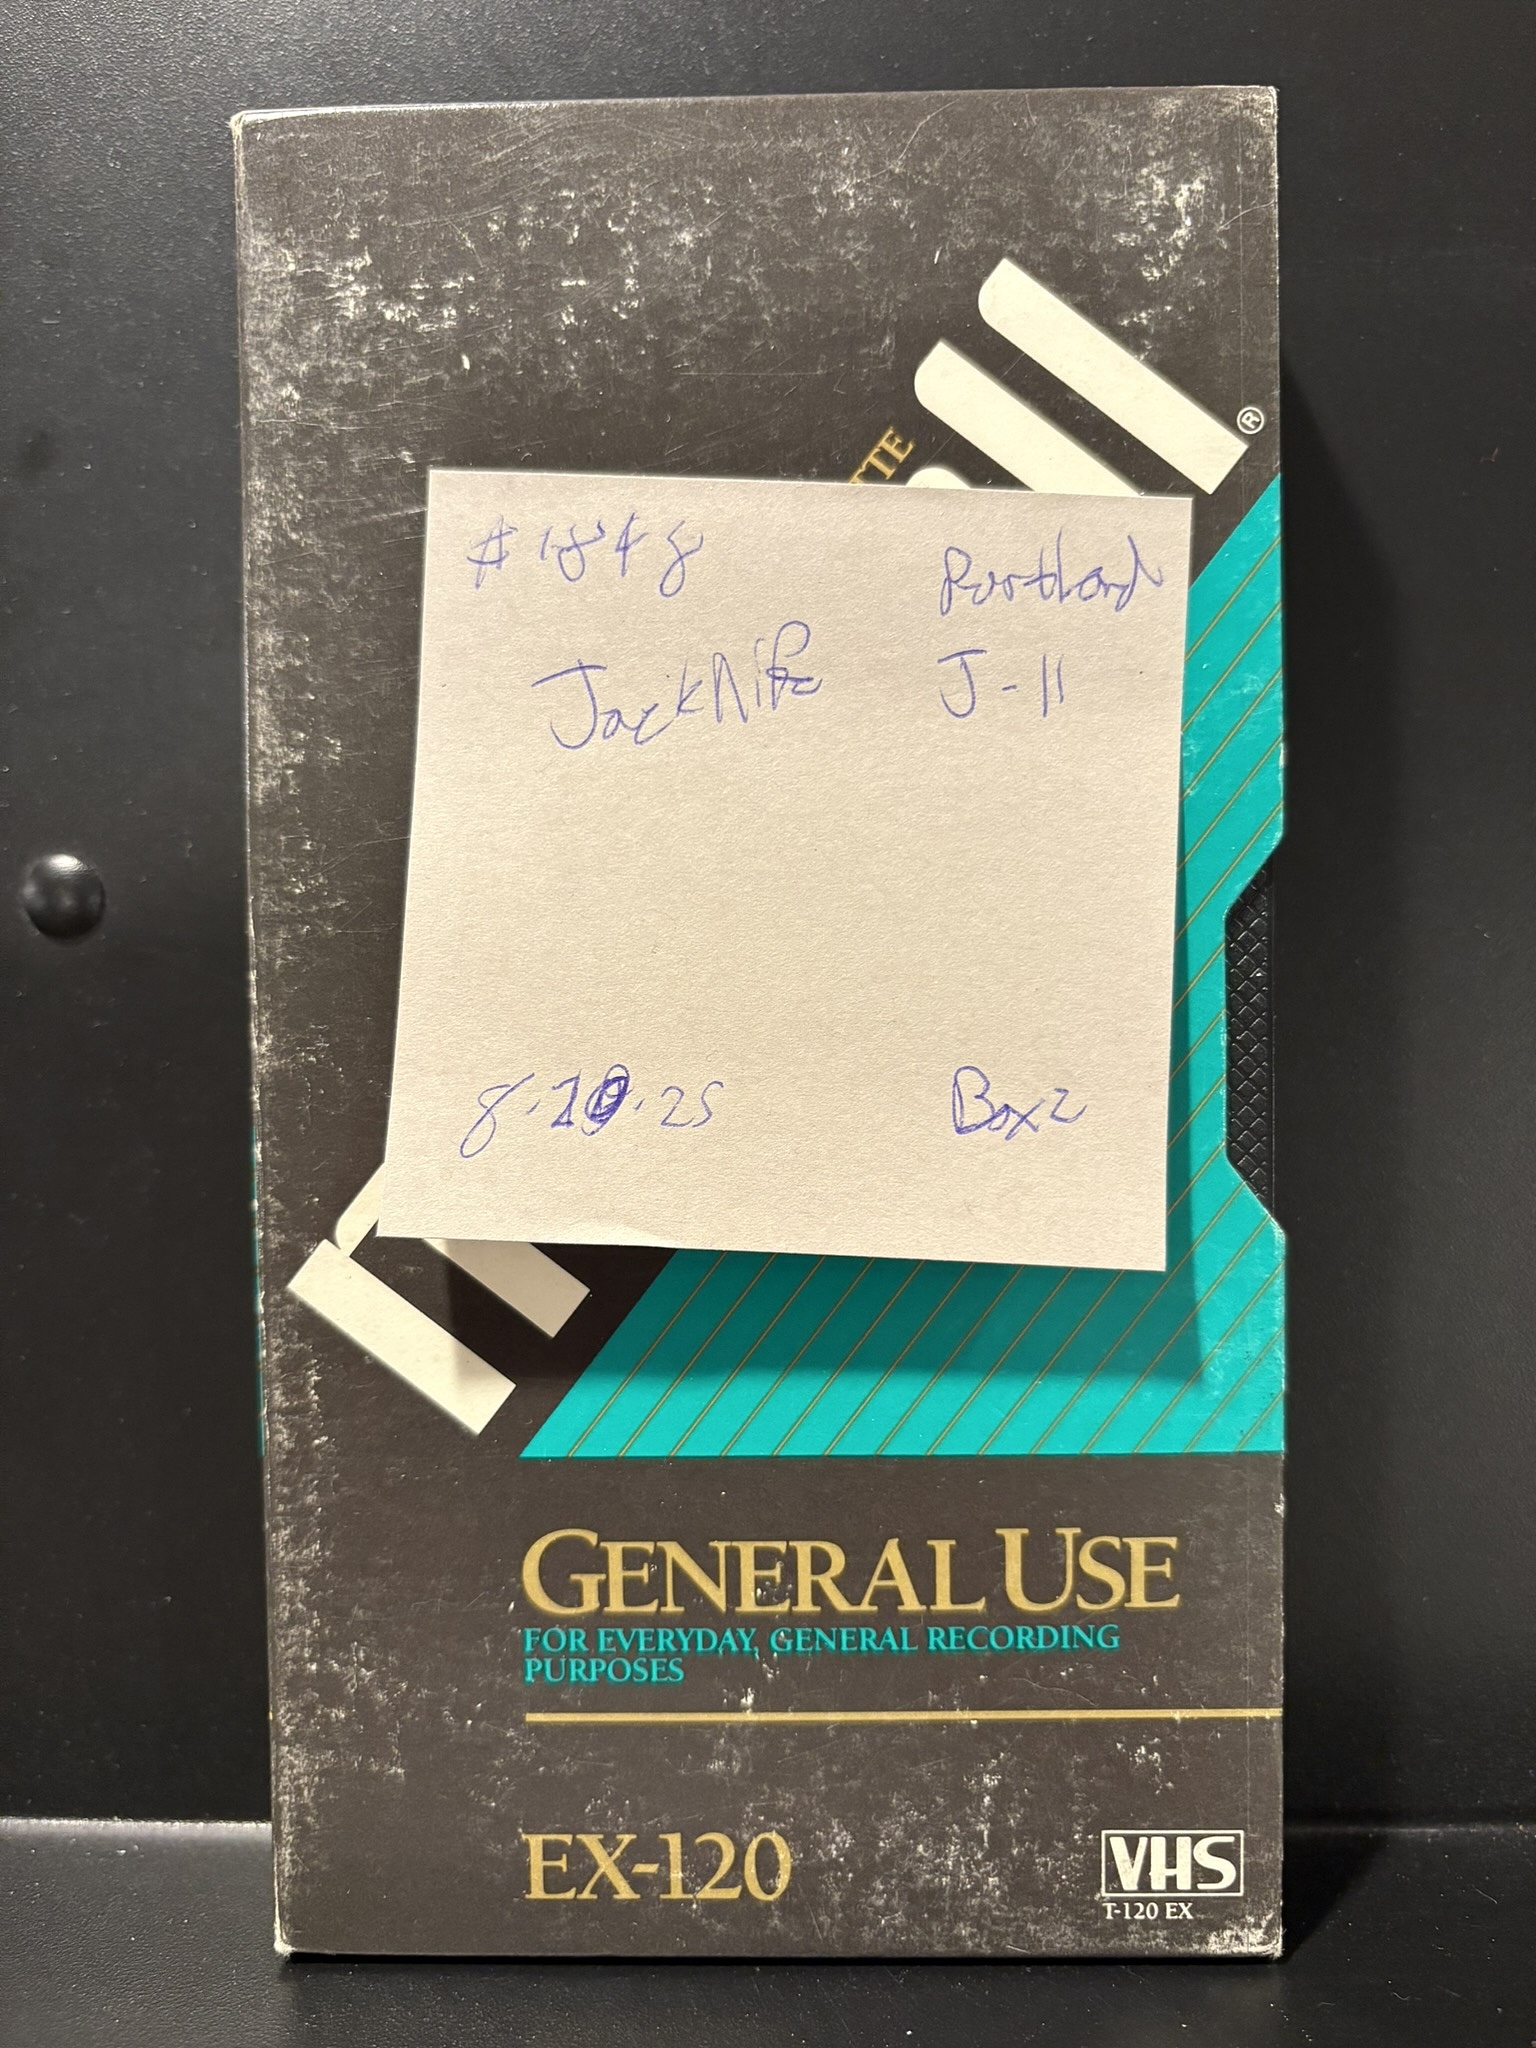 ®
TTE
#1848 Portland
JackNife J-11
8.20.25 Box2
GENERAL USE
FOR EVERYDAY, GENERAL RECORDING
PURPOSES
EX-120
VHS
T-120 EX